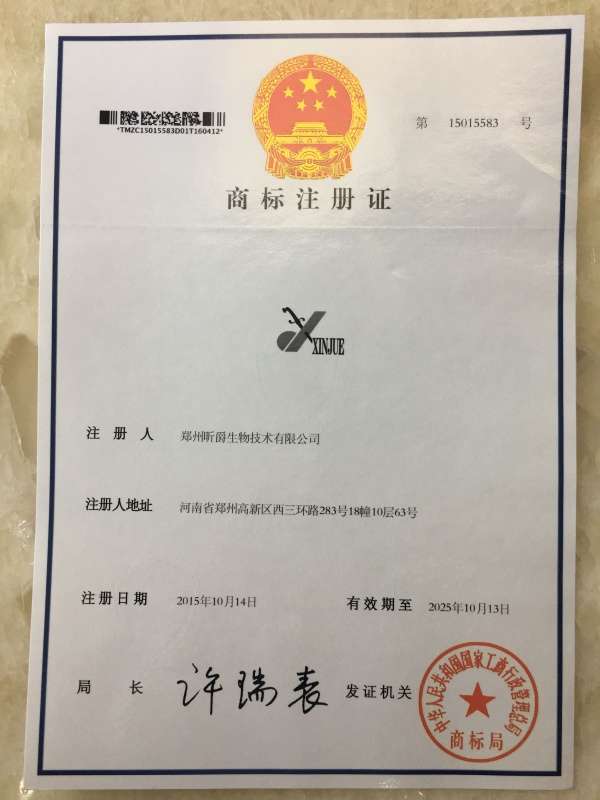 *TMZC15015583D01T160412*
第 15015583 号
商标注册证
XINJUE
注册人 郑州昕爵生物技术有限公司
注册人地址 河南省郑州高新区西三环路283号18幢10层63号
注册日期 2015年10月14日 有效期至 2025年10月13日
局长 许瑞表 发证机关
中华人民共和国国家工商行政管理总局
商标局